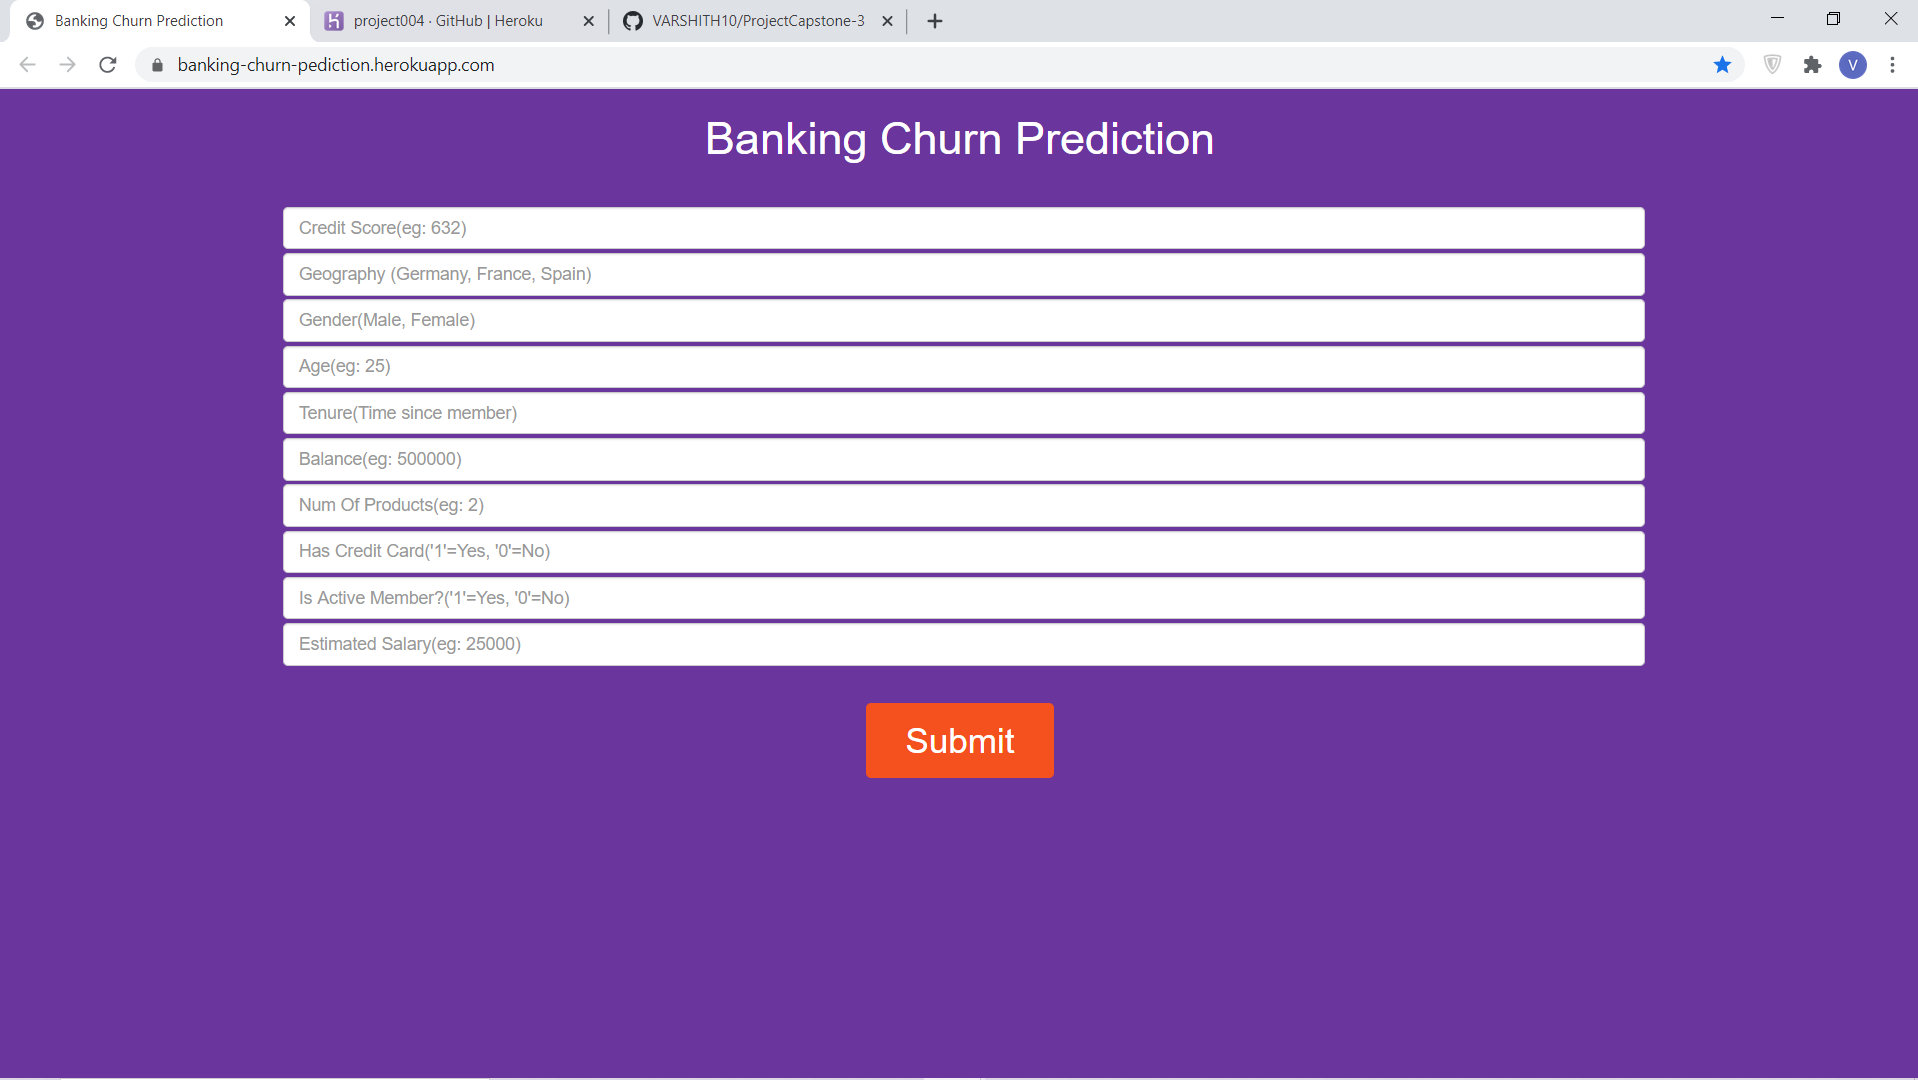 Banking Churn Prediction
project004 · GitHub | Heroku
VARSHITH10/ProjectCapstone-3
banking-churn-pediction.herokuapp.com
V
Banking Churn Prediction
Credit Score(eg: 632)
Geography (Germany, France, Spain)
Gender(Male, Female)
Age(eg: 25)
Tenure(Time since member)
Balance(eg: 500000)
Num Of Products(eg: 2)
Has Credit Card('1'=Yes, '0'=No)
Is Active Member?('1'=Yes, '0'=No)
Estimated Salary(eg: 25000)
Submit